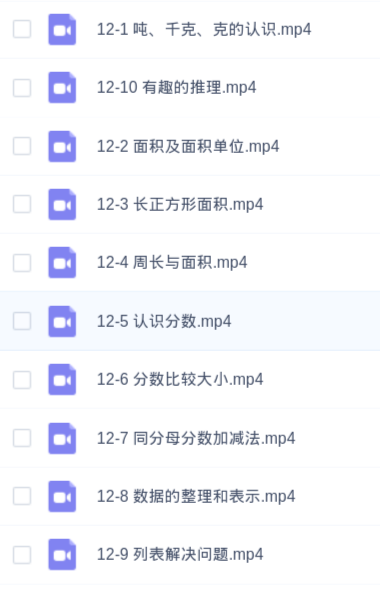 12-1 吨、千克、克的认识.mp4
12-10 有趣的推理.mp4
12-2 面积及面积单位.mp4
12-3 长正方形面积.mp4
12-4 周长与面积.mp4
12-5 认识分数.mp4
12-6 分数比较大小.mp4
12-7 同分母分数加减法.mp4
12-8 数据的整理和表示.mp4
12-9 列表解决问题.mp4